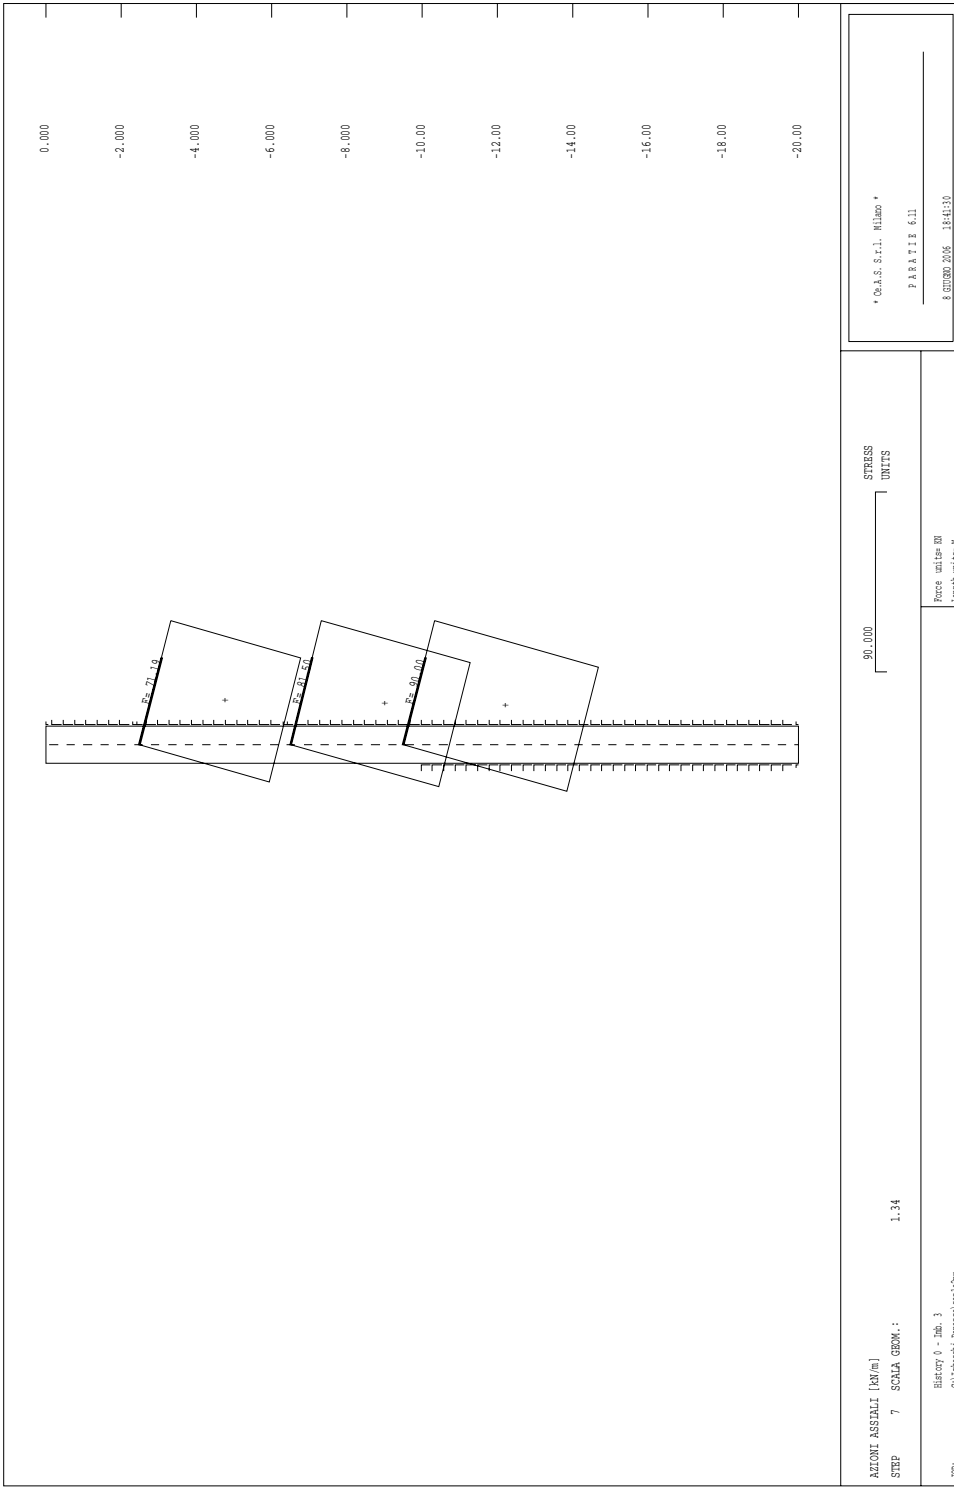 0.000
-2.000
-4.000
-6.000
-8.000
-10.00
-12.00
-14.00
-16.00
-18.00
-20.00
F= 71.19
F= 81.50
F= 90.00
* Ce.A.S. S.r.l. Milano *
P A R A T I E 6.11
8 GIUGNO 2006 18:41:30
90.000 STRESS
UNITS
Force units= KN
AZIONI ASSIALI [kN/m]
STEP 7 SCALA GEOM.: 1.34
History 0 - Imb. 3